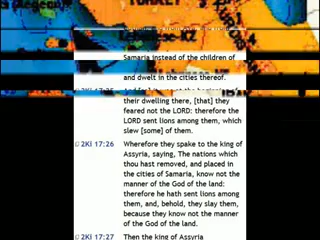 TURKEY
Samaria instead of the children of
and dwell in the cities thereof.
2Ki 17:25
their dwelling there, [that] they
feared not the LORD: therefore the
LORD sent lions among them, which
slew [some] of them.
2Ki 17:26 Wherefore they spake to the king of
Assyria, saying, The nations which
thou hast removed, and placed in
the cities of Samaria, know not the
manner of the God of the land:
therefore he hath sent lions among
them, and, behold, they slay them,
because they know not the manner
of the God of the land.
2Ki 17:27 Then the king of Assyria